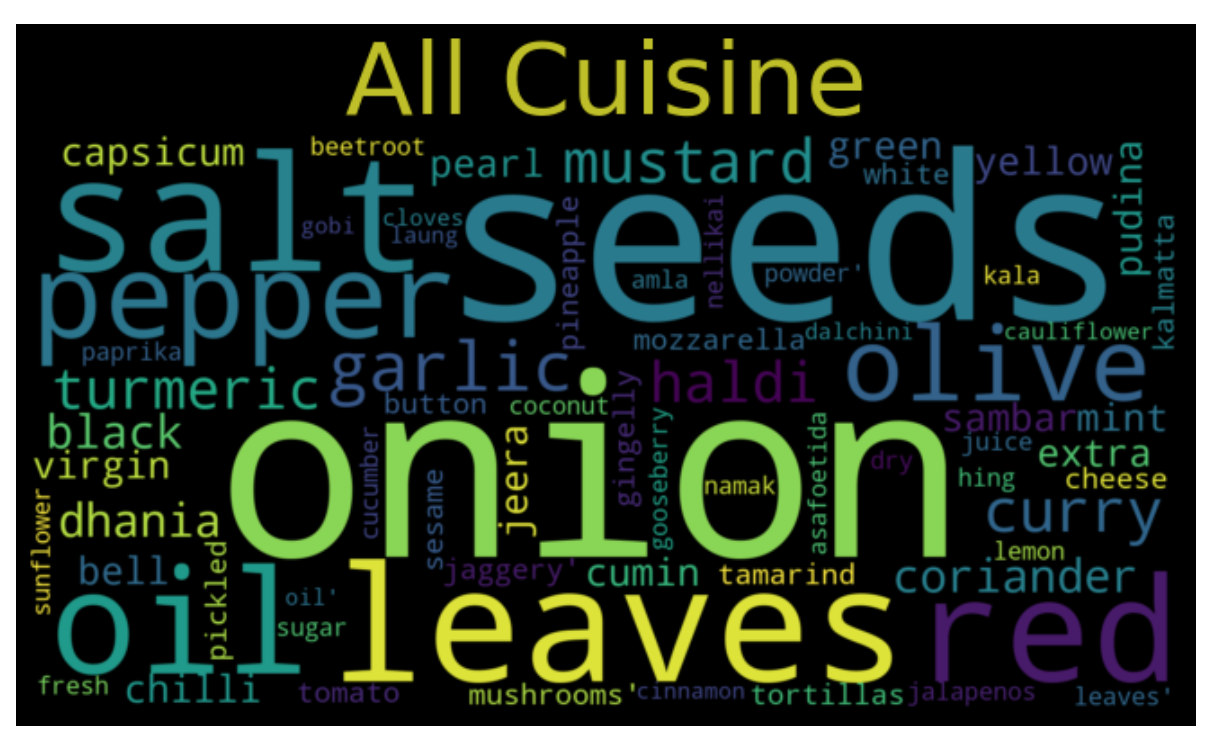 All Cuisine
capsicum
beetroot
pearl
mustard
green
white
yellow
pudina
salt
seeds
gobi
cloves
laung
pineapple
nellikai
amla
powder'
kala
kalmatta
pepper
paprika
mozzarella
dalchini
cauliflower
turmeric
garlic
haldi
olive
button
coconut
gingelly
gooseberry
sambar
mint
black
onion
juice
extra
virgin
cucumber
sesame
jeera
namak
asafoetida
dry
hing
cheese
sunflower
dhania
curry
lemon
bell
pickled
jaggery'
cumin
tamarind
coriander
oil
oil'
sugar
leaves
red
fresh
chilli
tomato
mushrooms'
cinnamon
tortillas
jalapenos
leaves'